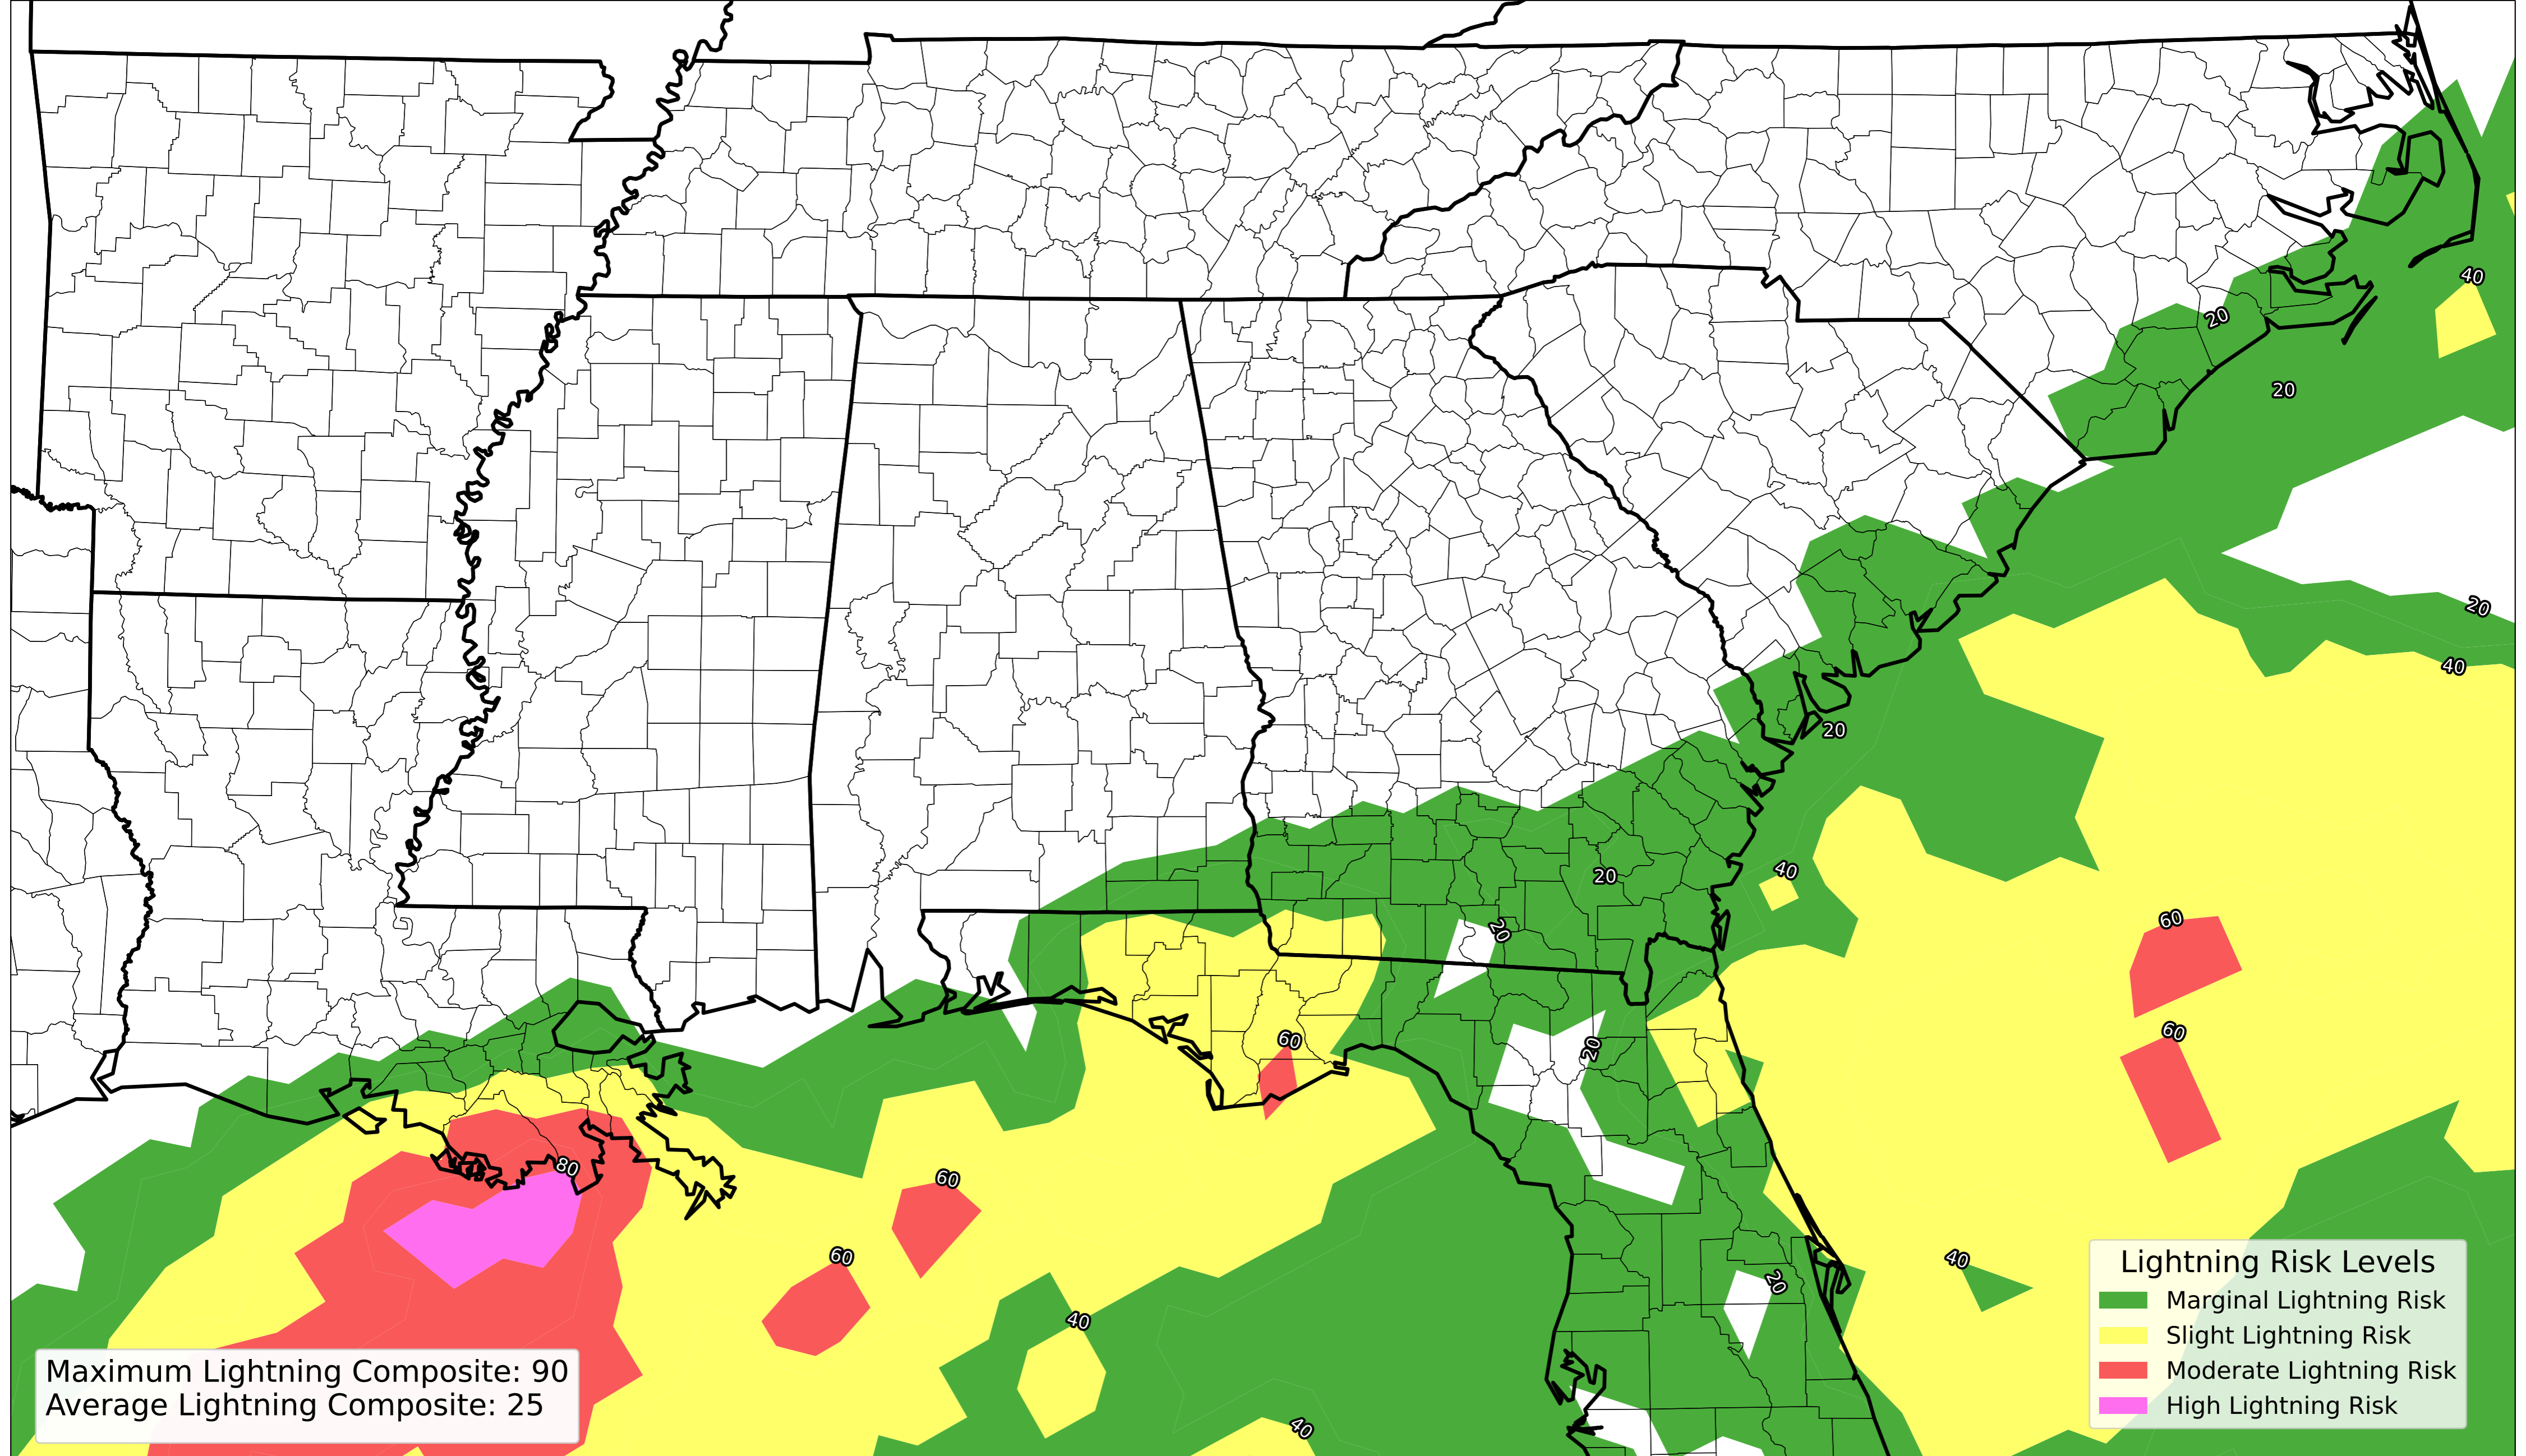 40
20
20
20
40
20
40
20
60
20
60
20
60
80
60
60
40
20
40
40
Lightning Risk Levels
Marginal Lightning Risk
Slight Lightning Risk
Moderate Lightning Risk
High Lightning Risk
Maximum Lightning Composite: 90
Average Lightning Composite: 25